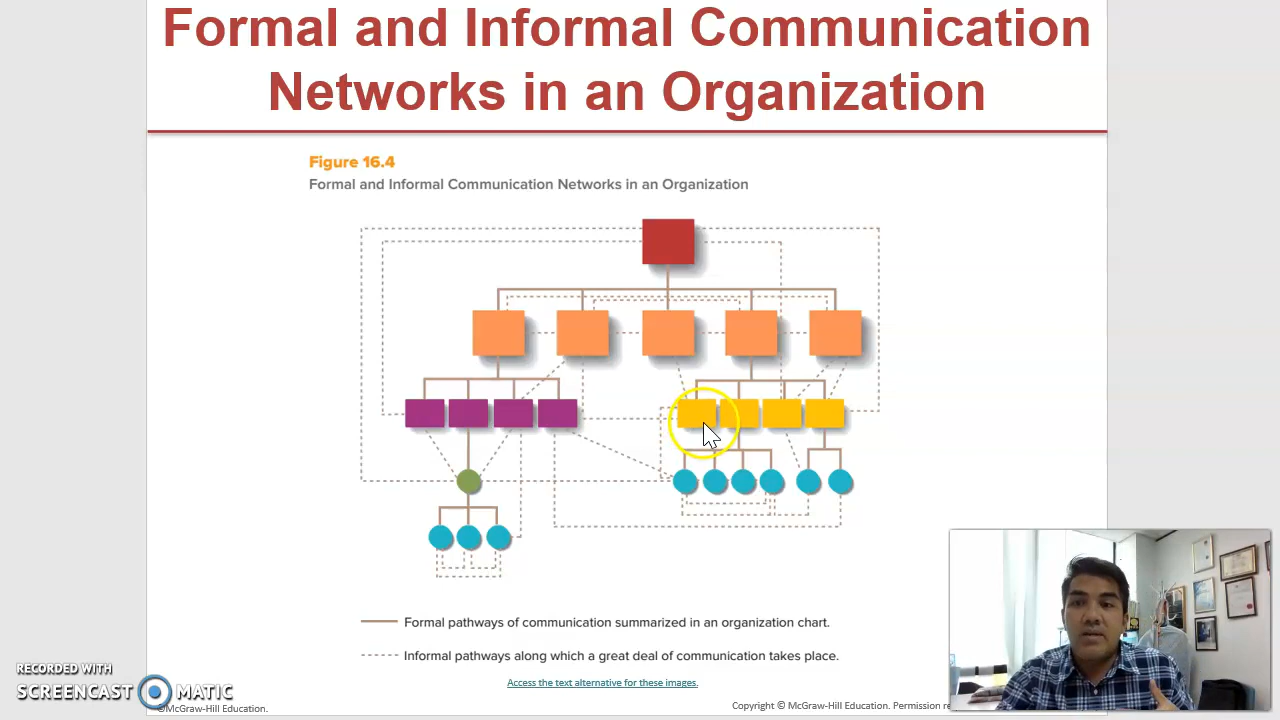 Formal and Informal Communication
Networks in an Organization
Figure 16.4
Formal and Informal Communication Networks in an Organization
Formal pathways of communication summarized in an organization chart.
Informal pathways along which a great deal of communication takes place.
Access the text alternative for these images.
RECORDED WITH
SCREENCAST MATIC
©McGraw-Hill Education.
Copyright © McGraw-Hill Education. Permission re